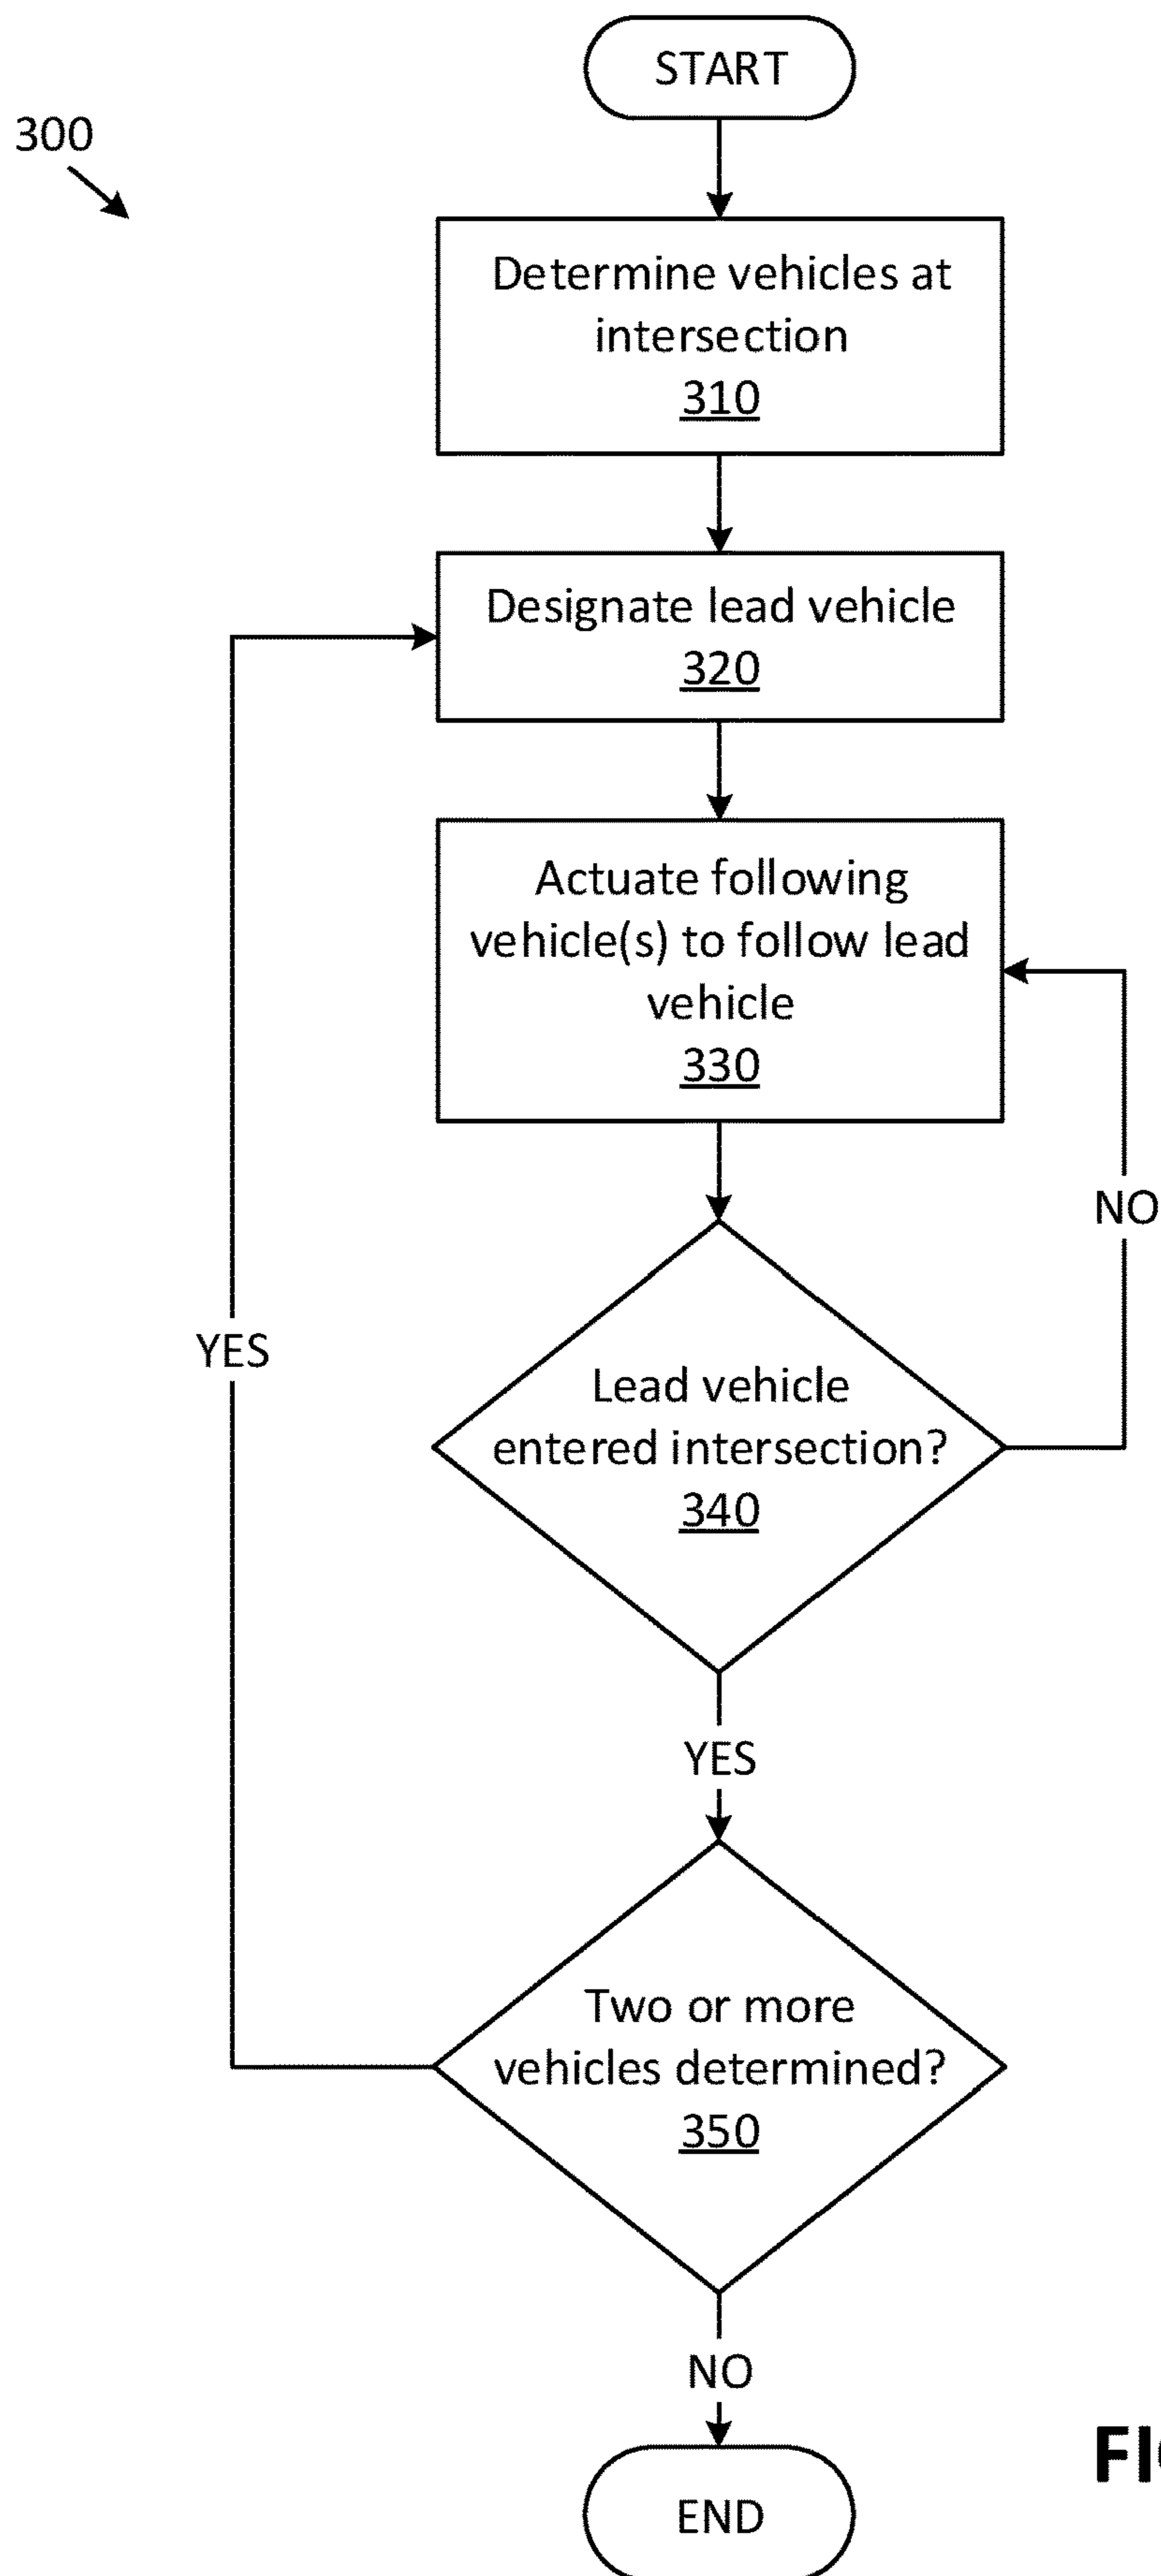 START
300
Determine vehicles at
intersection
310
Designate lead vehicle
320
Actuate following
vehicle(s) to follow lead
vehicle
330
NO
Lead vehicle
entered intersection?
340
YES
YES
Two or more
vehicles determined?
350
NO
END